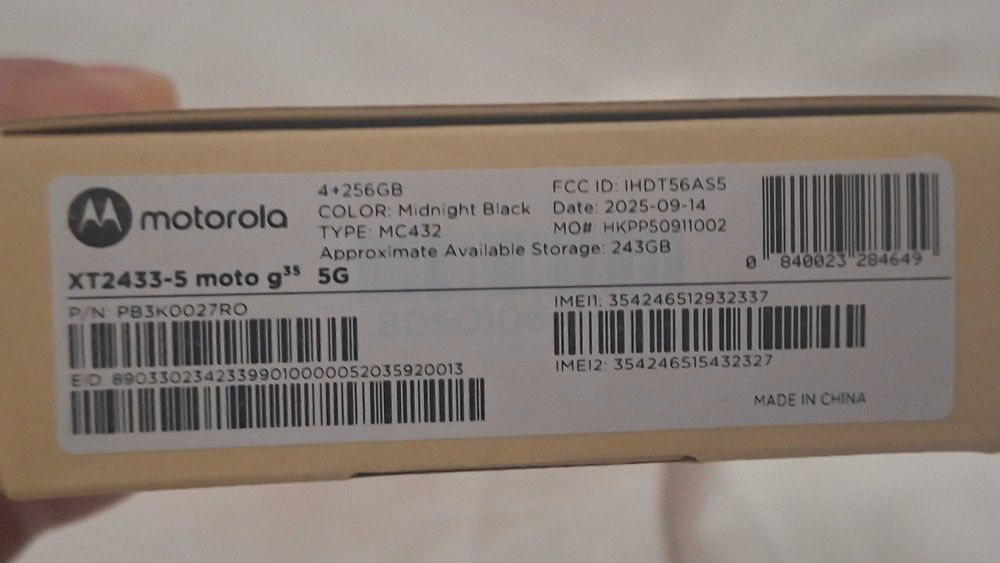 motorola
4+256GB
COLOR: Midnight Black
TYPE: MC432
Approximate Available Storage: 243GB
FCC ID: IHDT56AS5
Date: 2025-09-14
MO# HKPP50911002
0 840023 284649
XT2433-5 moto g³⁵ 5G
P/N: PB3K0027RO
EID 89033023423399010000052035920013
IMEI1: 354246512932337
IMEI2: 354246515432327
MADE IN CHINA